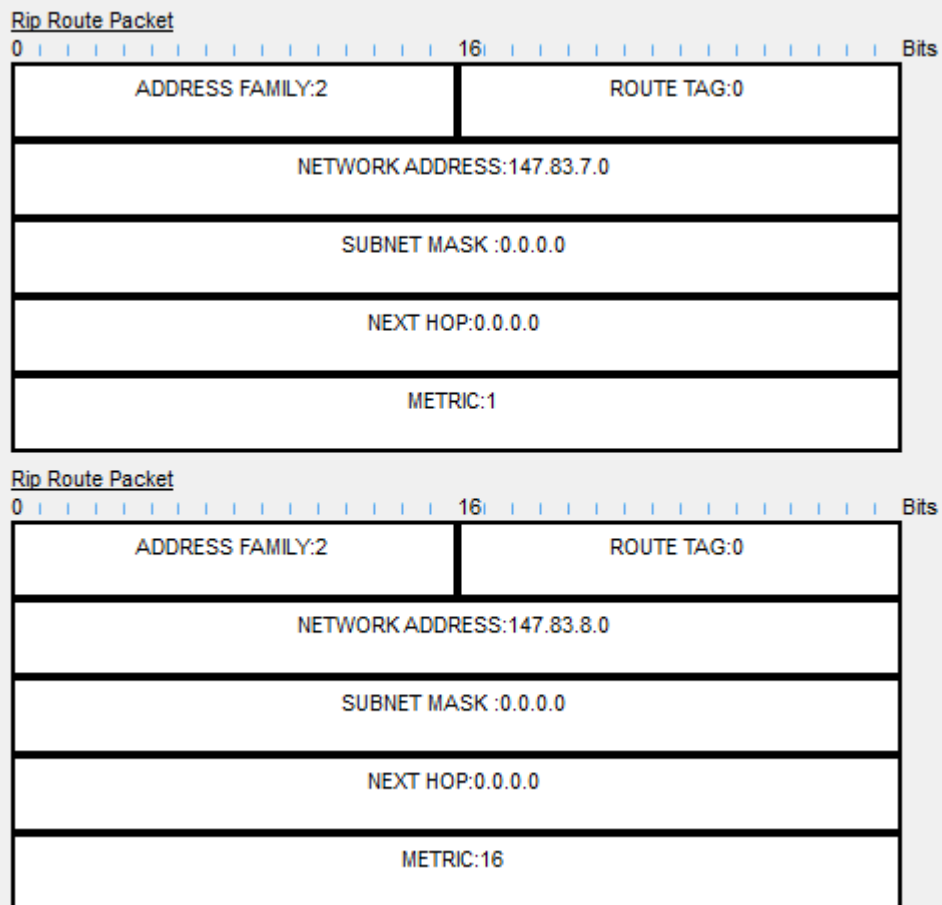 Rip Route Packet
0 16 Bits
ADDRESS FAMILY:2 ROUTE TAG:0
NETWORK ADDRESS:147.83.7.0
SUBNET MASK :0.0.0.0
NEXT HOP:0.0.0.0
METRIC:1
Rip Route Packet
0 16 Bits
ADDRESS FAMILY:2 ROUTE TAG:0
NETWORK ADDRESS:147.83.8.0
SUBNET MASK :0.0.0.0
NEXT HOP:0.0.0.0
METRIC:16